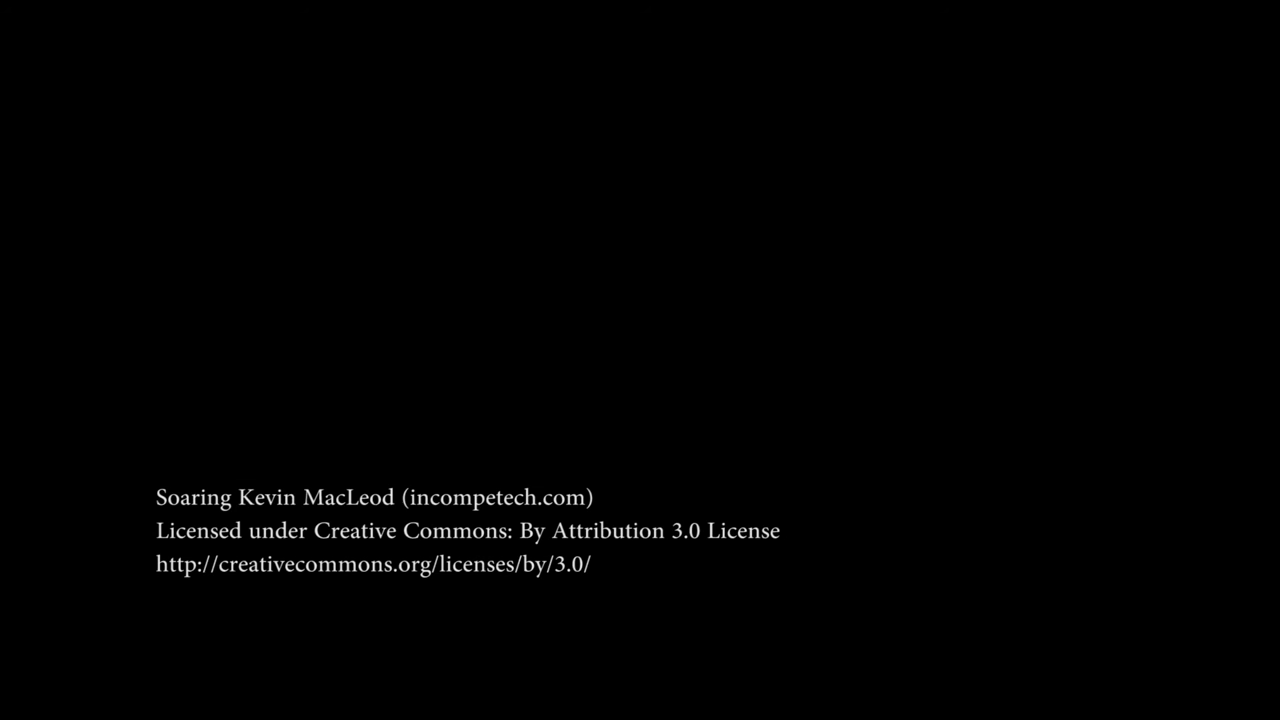 Soaring Kevin MacLeod (incompetech.com)
Licensed under Creative Commons: By Attribution 3.0 License
http://creativecommons.org/licenses/by/3.0/